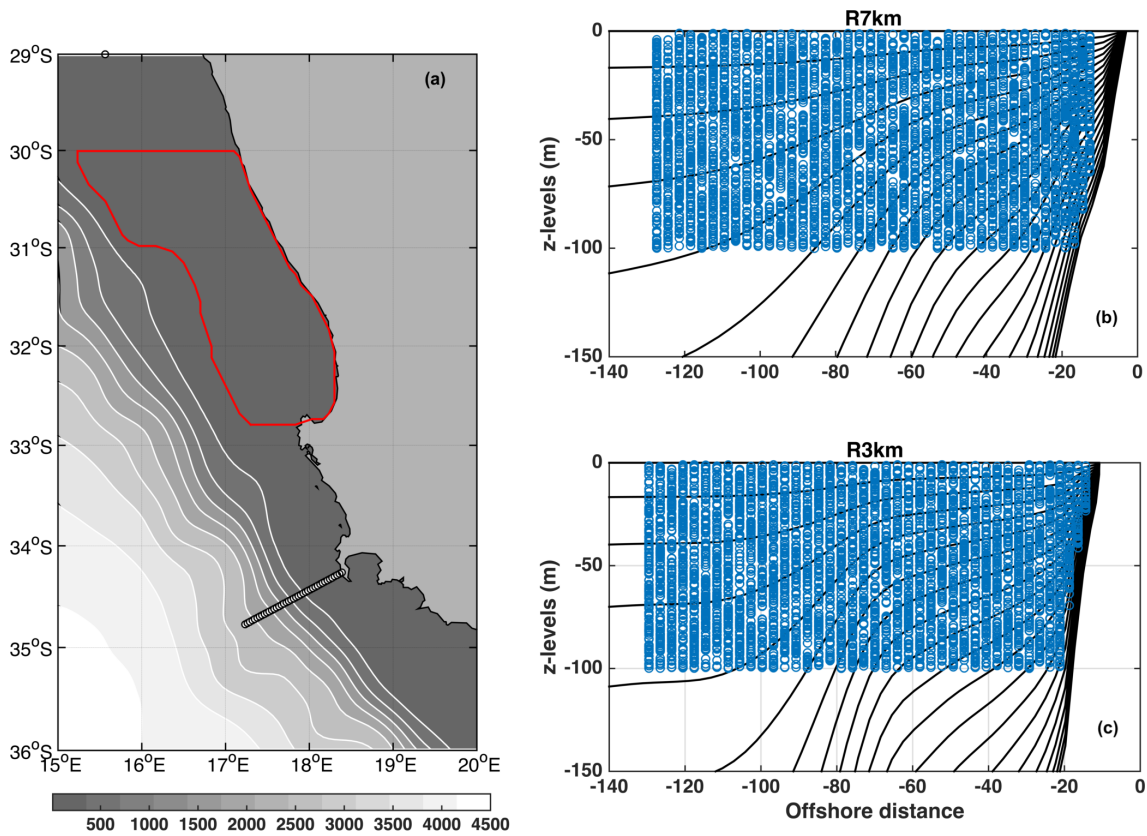 29°S
30°S
31°S
32°S
33°S
34°S
35°S
36°S
15°E 16°E 17°E 18°E 19°E 20°E
(a)
500 1000 1500 2000 2500 3000 3500 4000 4500
R7km
0
-50
-100
-150
z-levels (m)
(b)
-140 -120 -100 -80 -60 -40 -20 0
R3km
0
-50
-100
-150
z-levels (m)
(c)
-140 -120 -100 -80 -60 -40 -20 0
Offshore distance